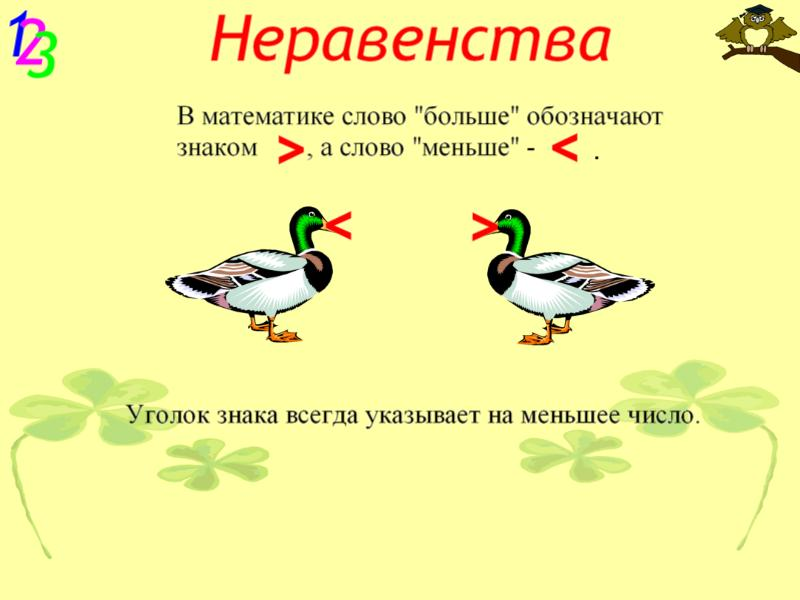 123
Неравенства
В математике слово "больше" обозначают
знаком > , а слово "меньше" - < .
< >
Уголок знака всегда указывает на меньшее число.